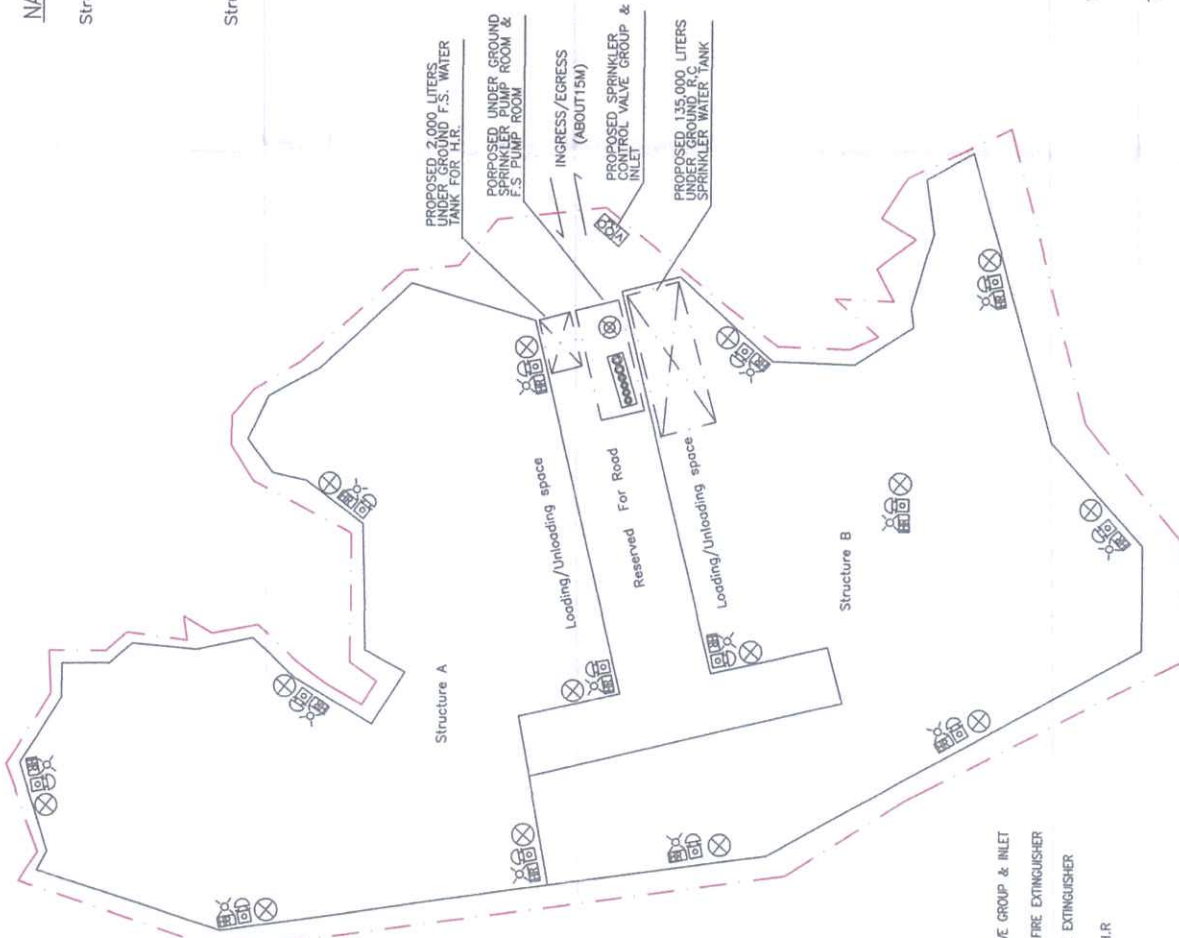 NA
Str
Str
PROPOSED 2,000 LITERS
UNDER GROUND F.S. WATER
TANK FOR H.R.
PORPOSED UNDER GROUND
SPRINKLER PUMP ROOM &
F.S PUMP ROOM
INGRESS/EGRESS
(ABOUT15M)
PROPOSED SPRINKLER
CONTROL VALVE GROUP &
INLET
PROPOSED 135,000 LITERS
UNDER GROUND R.C
SPRINKLER WATER TANK
Loading/Unloading space
Reserved For Road
Loading/Unloading space
Structure A
Structure B
VE GROUP & INLET
FIRE EXTINGUISHER
EXTINGUISHER
H.R